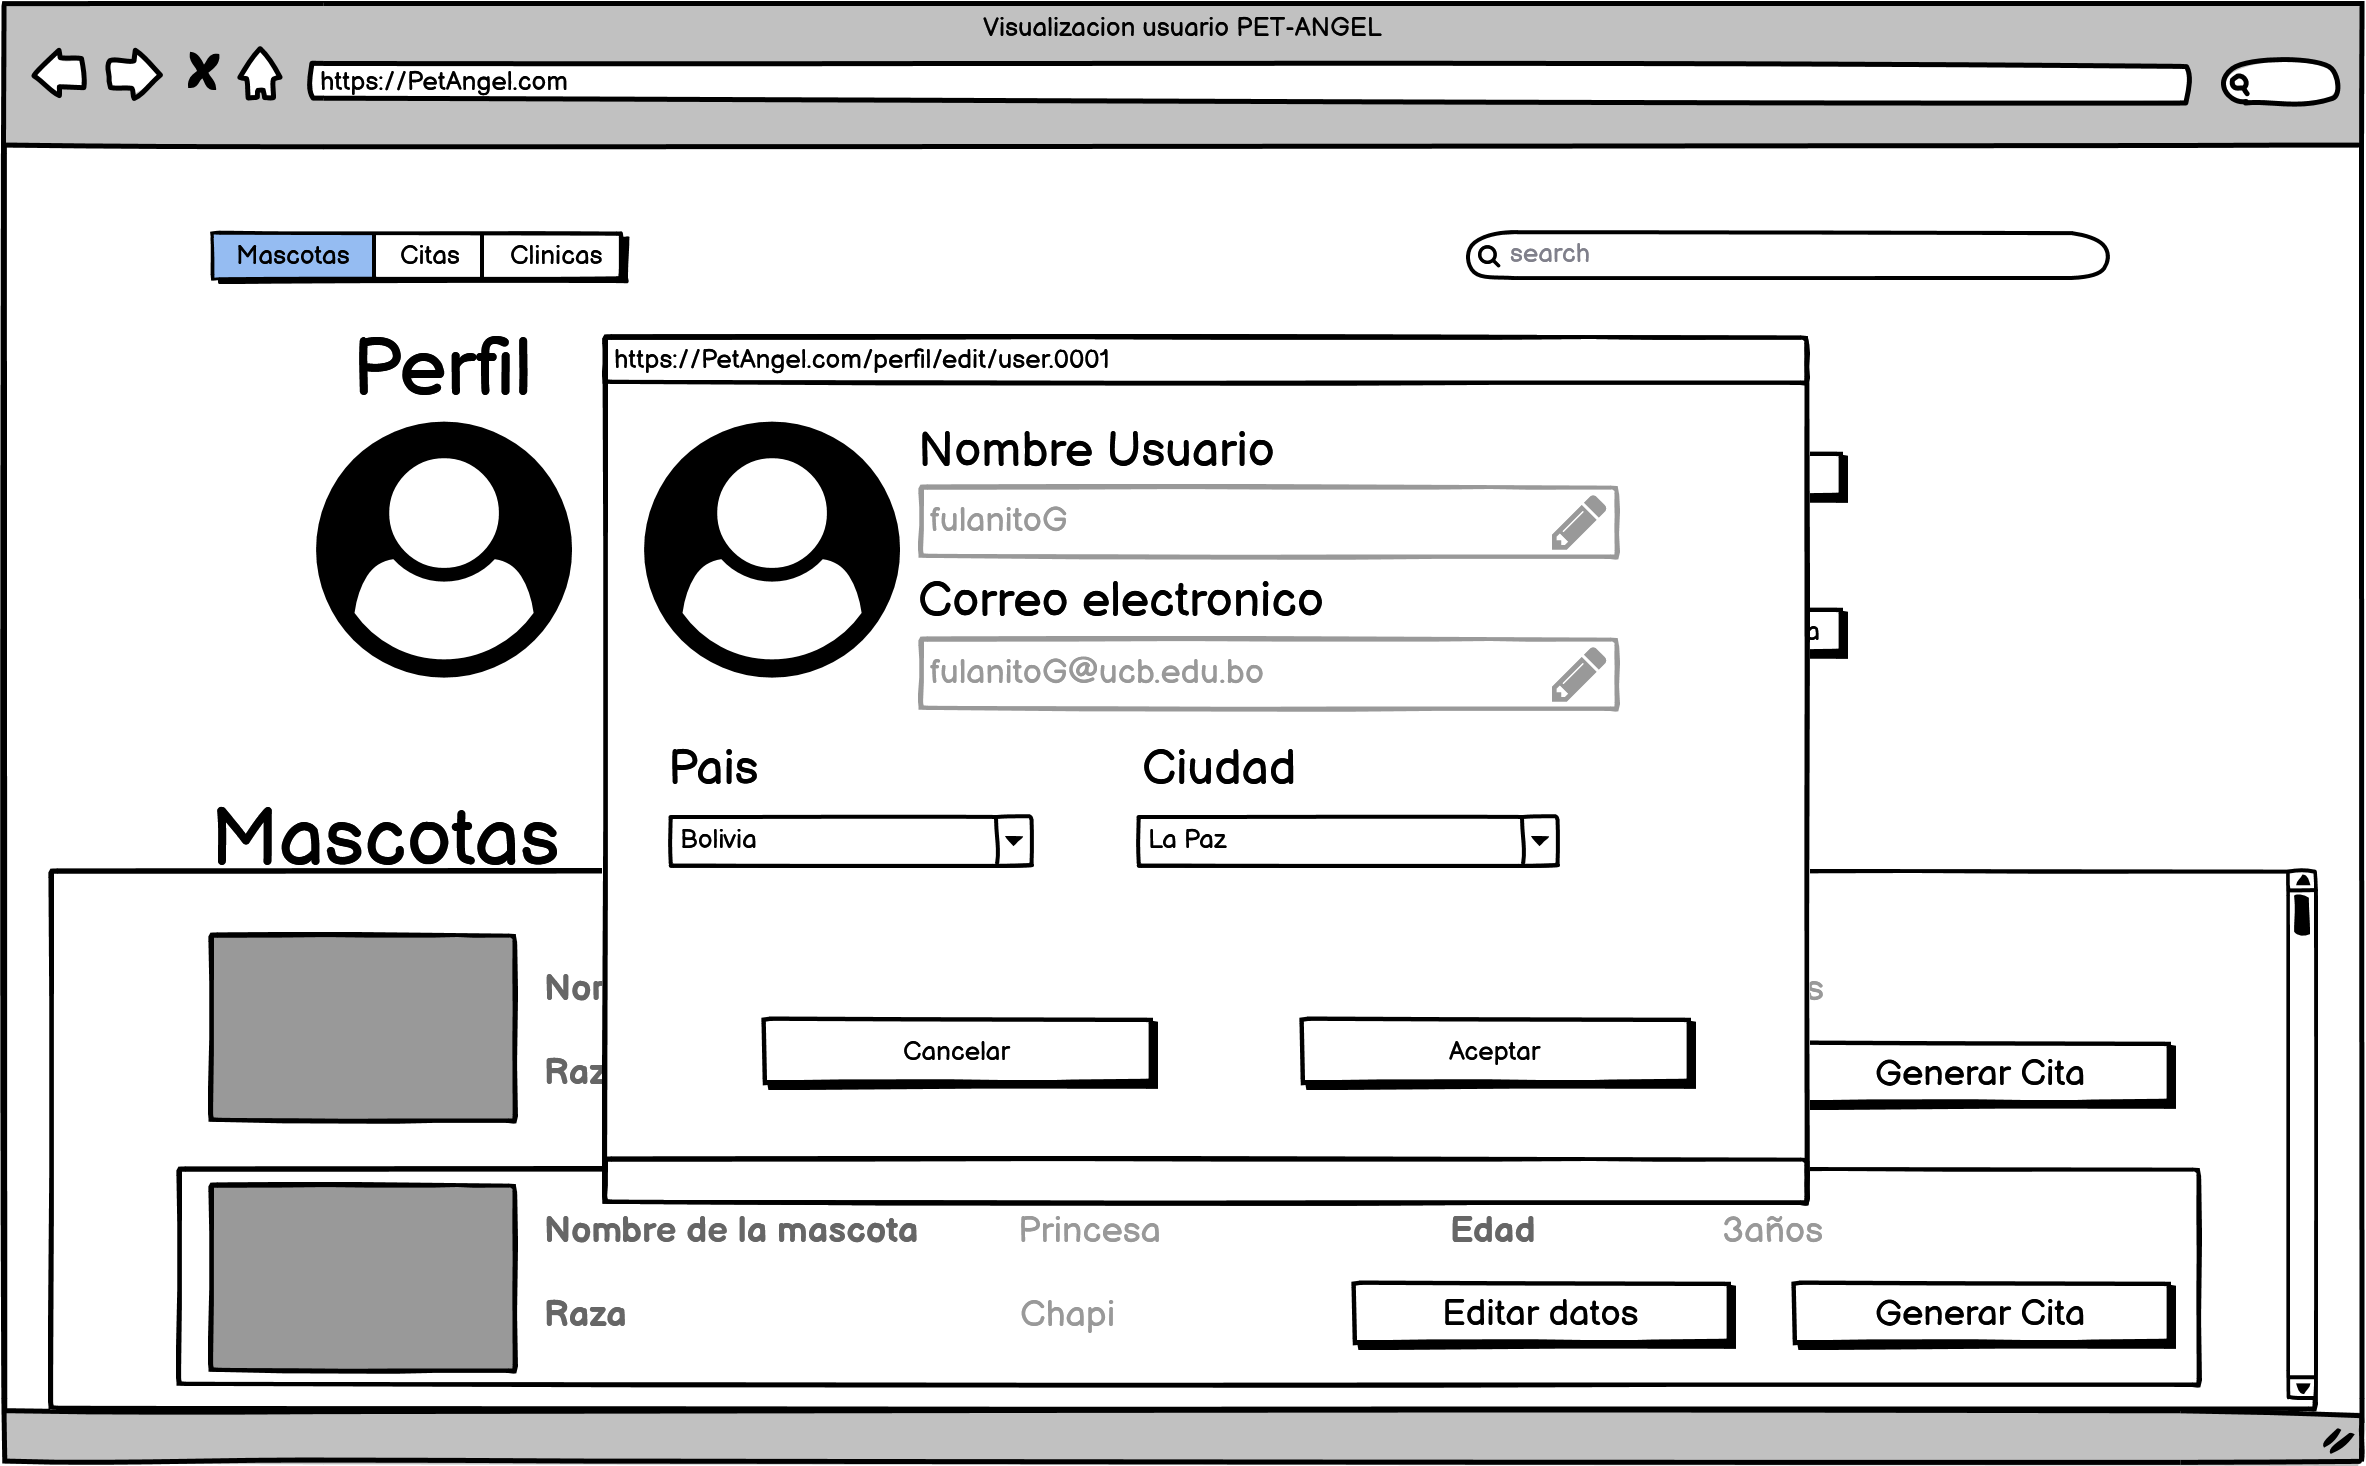 Visualizacion usuario PET-ANGEL
https://PetAngel.com
Mascotas Citas Clinicas
search
Perfil
https://PetAngel.com/perfil/edit/user.0001
Nombre Usuario
fulanitoG
Correo electronico
fulanitoG@ucb.edu.bo
Pais Ciudad
Bolivia La Paz
Mascotas
Cancelar Aceptar
Generar Cita
Nombre de la mascota Princesa Edad 3años
Raza Chapi Editar datos Generar Cita